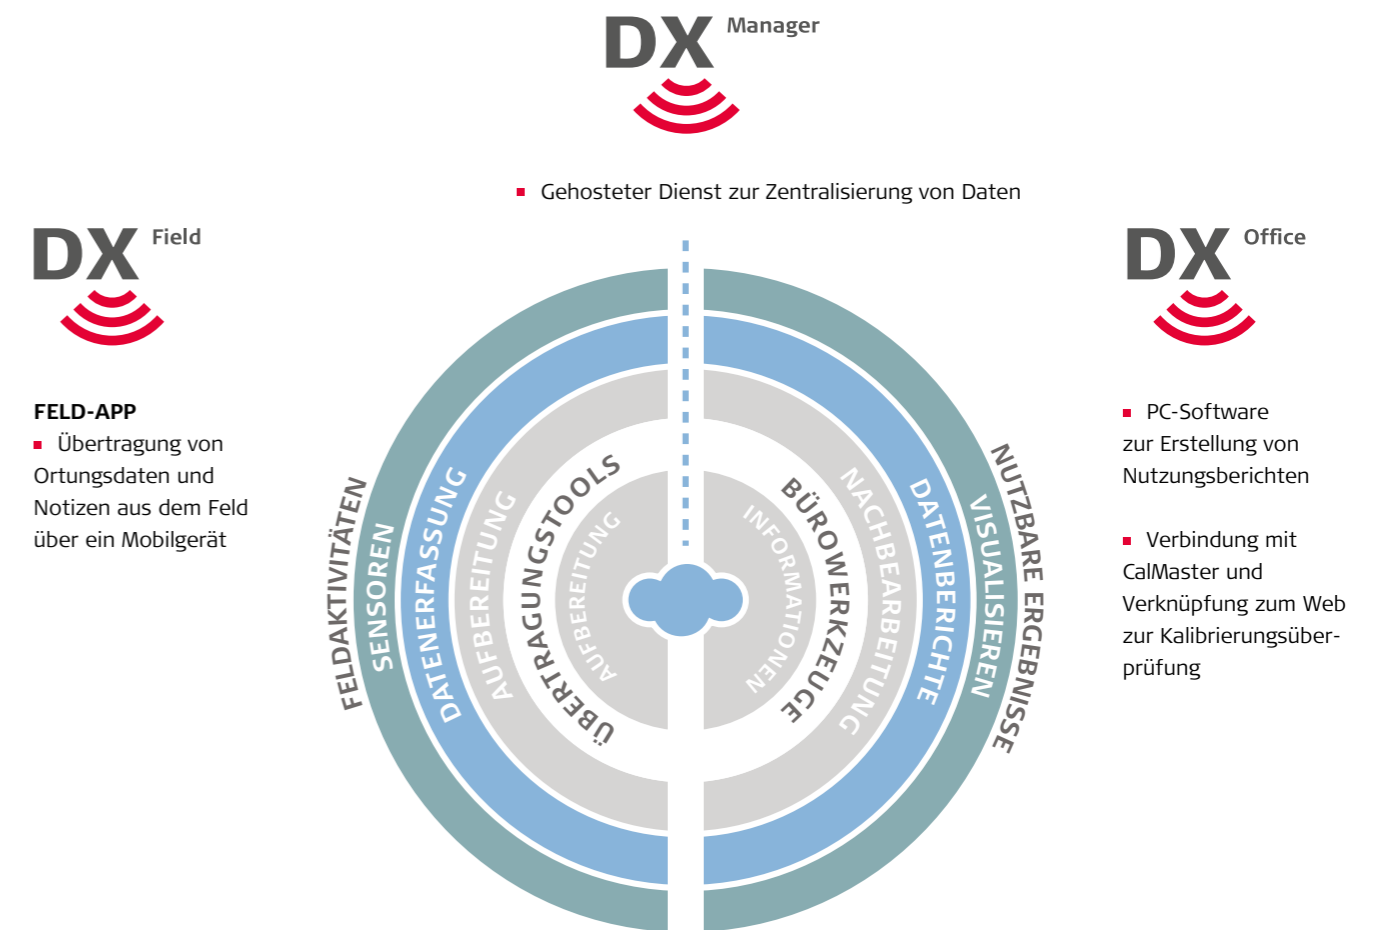 DX Manager
Gehosteter Dienst zur Zentralisierung von Daten
DX Field
FELD-APP
Übertragung von
Ortungsdaten und
Notizen aus dem Feld
über ein Mobilgerät
FELDAKTIVITÄTEN
SENSOREN
DATENERFASSUNG
AUFBEREITUNG
ÜBERTRAGUNGSTOOLS
AUFBEREITUNG
INFORMATIONEN
BÜROWERKZEUGE
NACHBEARBEITUNG
DATENBERICHTE
VISUALISIEREN
NUTZBARE ERGEBNISSE
DX Office
PC-Software
zur Erstellung von
Nutzungsberichten
Verbindung mit
CalMaster und
Verknüpfung zum Web
zur Kalibrierungsüber-
prüfung